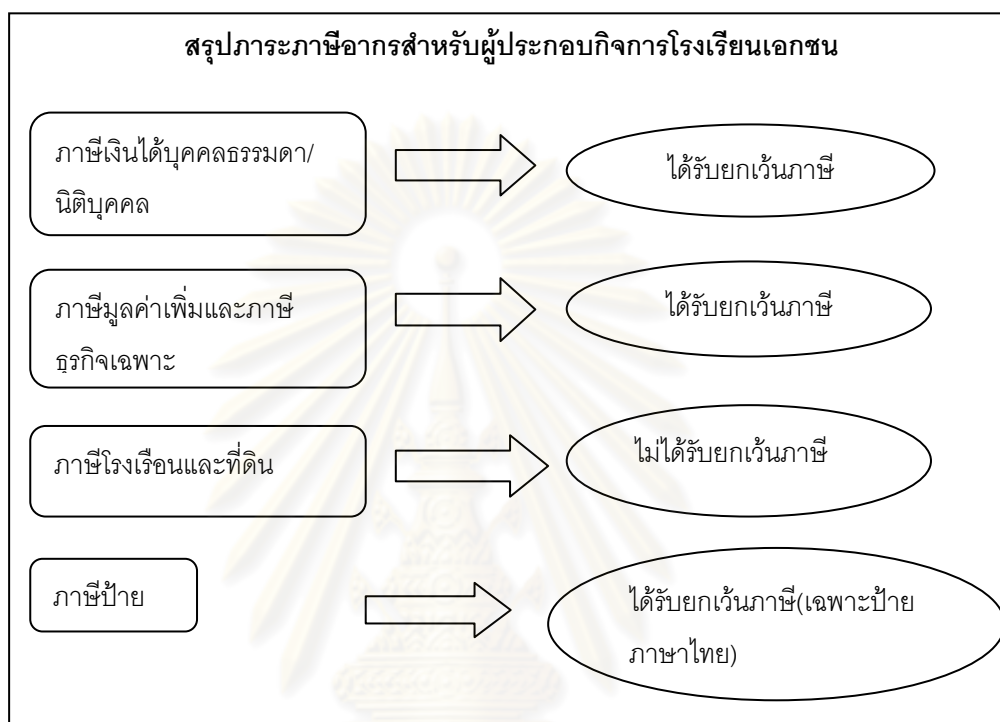 สรุปภาระภาษีอากรสำหรับผู้ประกอบกิจการโรงเรียนเอกชน
ภาษีเงินได้บุคคลธรรมดา/
นิติบุคคล
ได้รับยกเว้นภาษี
ภาษีมูลค่าเพิ่มและภาษี
ธุรกิจเฉพาะ
ได้รับยกเว้นภาษี
ภาษีโรงเรือนและที่ดิน
ไม่ได้รับยกเว้นภาษี
ภาษีป้าย
ได้รับยกเว้นภาษี(เฉพาะป้าย
ภาษาไทย)